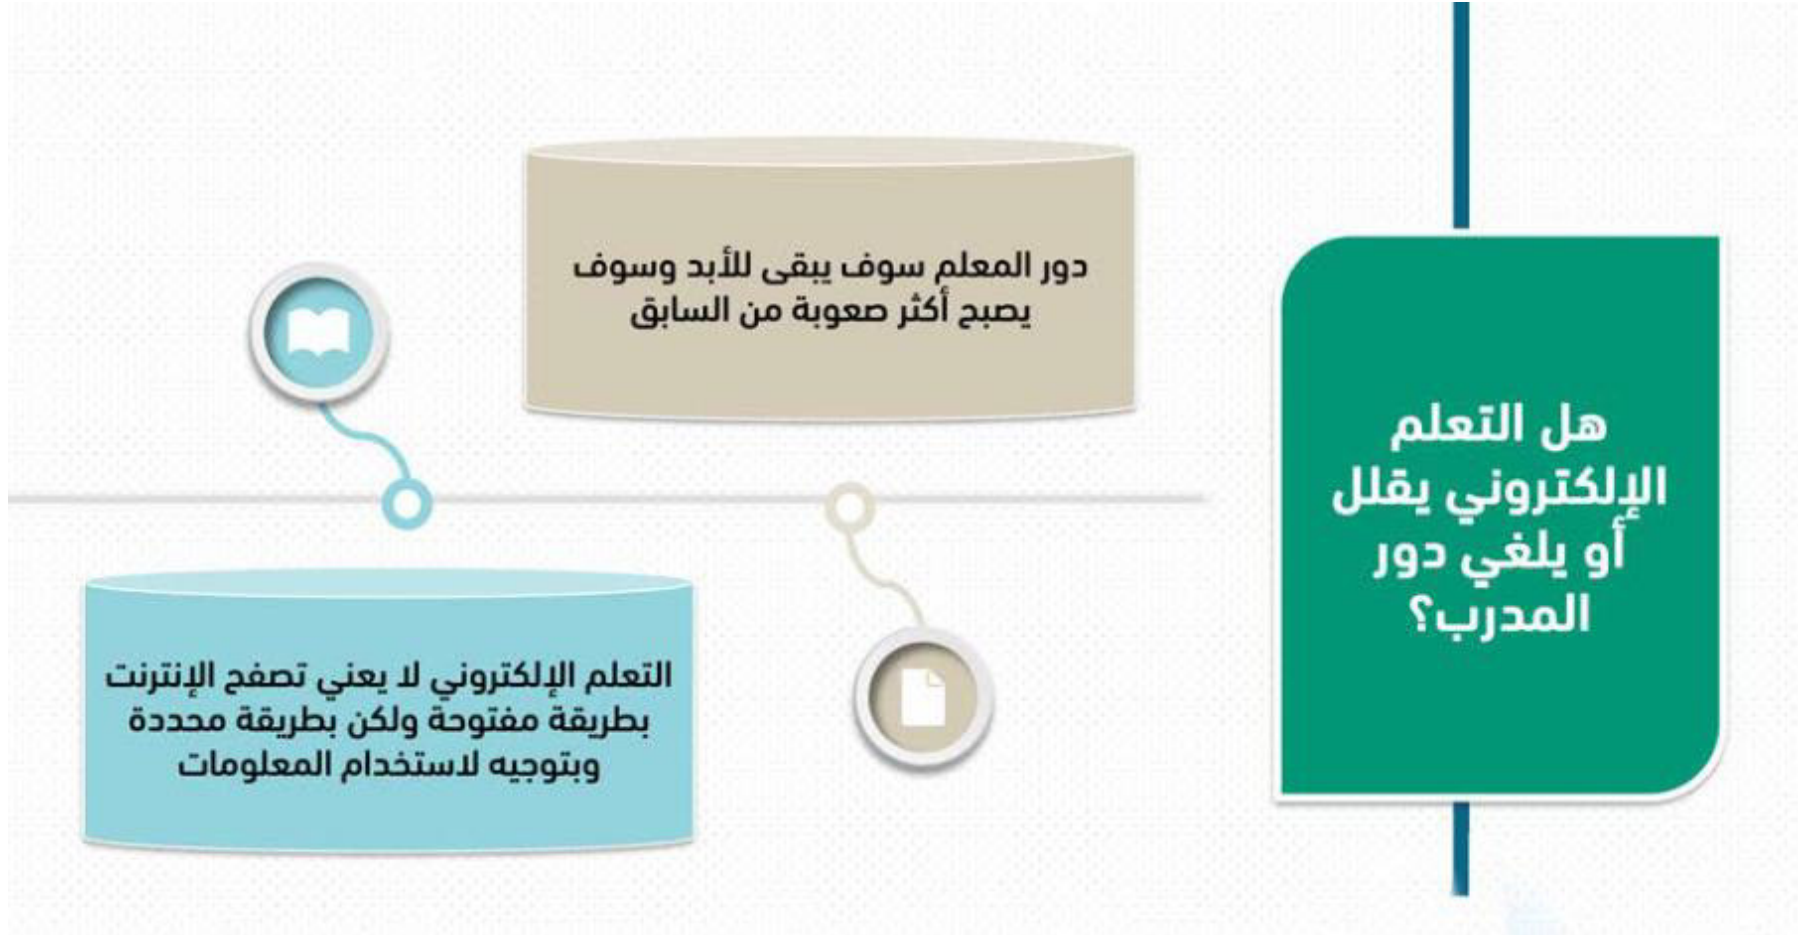 هل التعلم
الإلكتروني يقلل
أو يلغي دور
المدرب؟
دور المعلم سوف يبقى للأبد وسوف
يصبح أكثر صعوبة من السابق
التعلم الإلكتروني لا يعني تصفح الإنترنت
بطريقة مفتوحة ولكن بطريقة محددة
وبتوجيه لاستخدام المعلومات